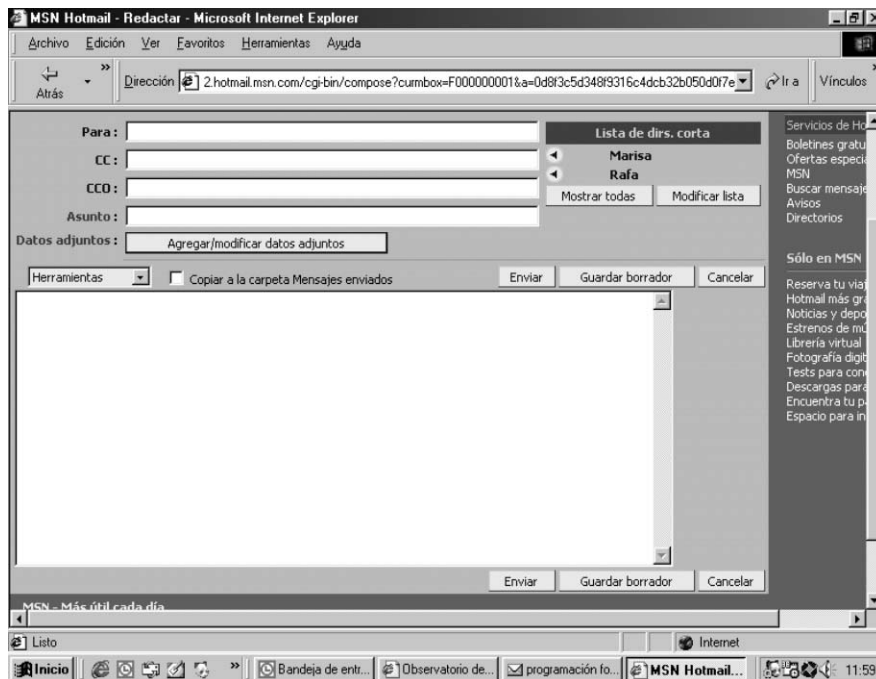 MSN Hotmail - Redactar - Microsoft Internet Explorer
Archivo Edición Ver Favoritos Herramientas Ayuda
Atrás » Dirección 2.hotmail.msn.com/cgi-bin/compose?curmbox=F000000001&a=0d8f3c5d348f9316c4dcb32b050d0f7e Ir a Vínculos »
Para :
CC :
CCO :
Asunto :
Datos adjuntos : Agregar/modificar datos adjuntos
Lista de dirs. corta
Marisa
Rafa
Mostrar todas Modificar lista
Herramientas Copiar a la carpeta Mensajes enviados Enviar Guardar borrador Cancelar
Enviar Guardar borrador Cancelar
Servicios de Ho
Boletines gratu
Ofertas especia
MSN
Buscar mensaje
Avisos
Directorios
Sólo en MSN
Reserva tu viaj
Hotmail más gra
Noticias y depo
Estrenos de mú
Librería virtual
Fotografía digit
Tests para con
Descargas para
Encuentra tu pa
Espacio para in
MSN - Más útil cada día
Listo Internet
Inicio » Bandeja de entr... Observatorio de... programación fo... MSN Hotmail... 11:59